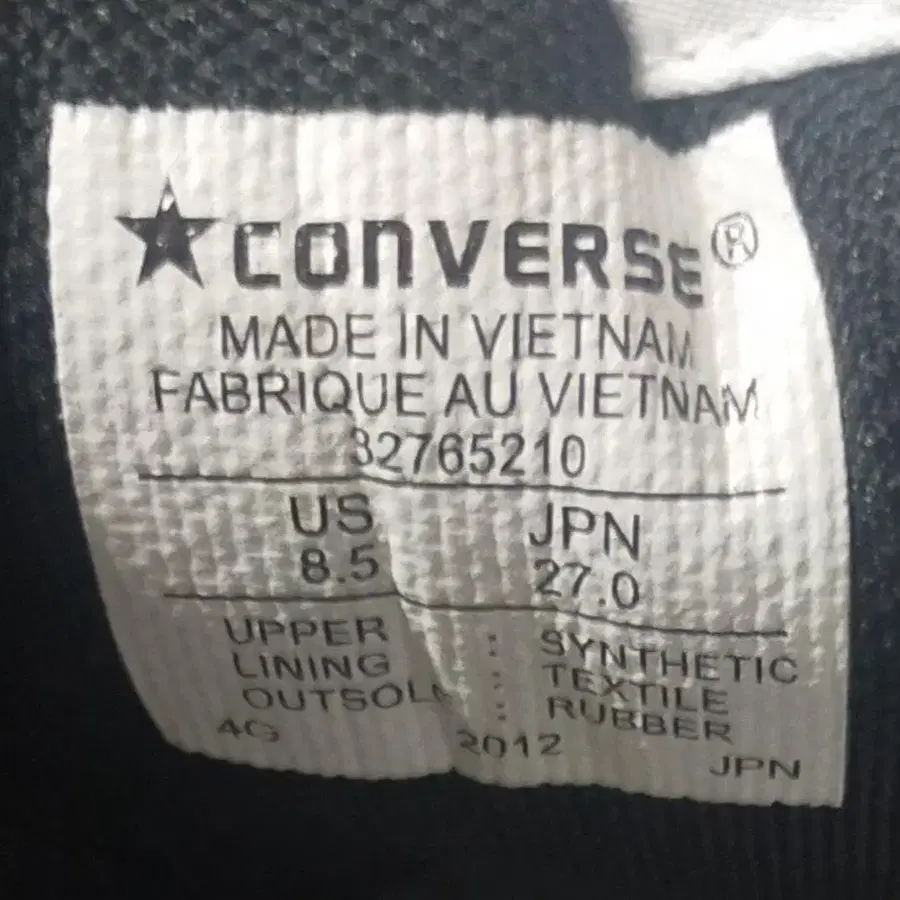 ★CONVERSE®
MADE IN VIETNAM
FABRIQUE AU VIETNAM
32765210
US JPN
8.5 27.0
UPPER : SYNTHETIC
LINING : TEXTILE
OUTSOLE : RUBBER
4G 2012 JPN